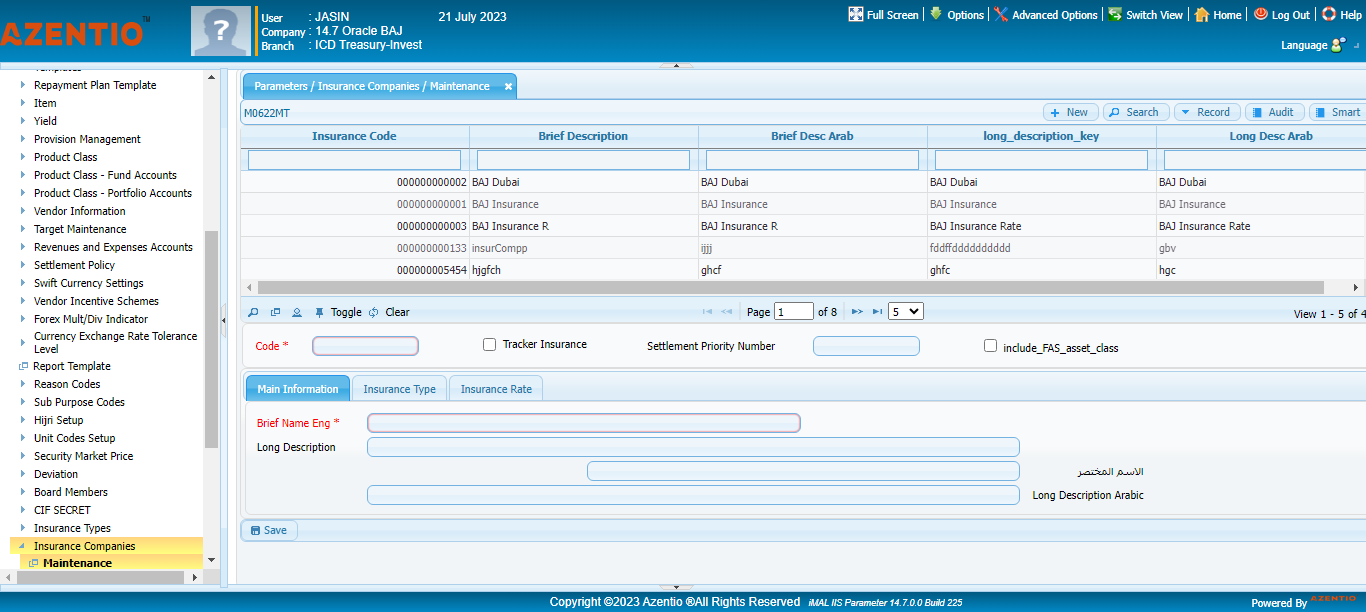 AZENTIO™
User : JASIN 21 July 2023
Company : 14.7 Oracle BAJ
Branch : ICD Treasury-Invest
Full Screen Options Advanced Options Switch View Home Log Out Help
Language
Templates
Repayment Plan Template
Item
Yield
Provision Management
Product Class
Product Class - Fund Accounts
Product Class - Portfolio Accounts
Vendor Information
Target Maintenance
Revenues and Expenses Accounts
Settlement Policy
Swift Currency Settings
Vendor Incentive Schemes
Forex Mult/Div Indicator
Currency Exchange Rate Tolerance
Level
Report Template
Reason Codes
Sub Purpose Codes
Hijri Setup
Unit Codes Setup
Security Market Price
Deviation
Board Members
CIF SECRET
Insurance Types
Insurance Companies
Maintenance
Parameters / Insurance Companies / Maintenance
M0622MT
New Search Record Audit Smart
Insurance Code Brief Description Brief Desc Arab long_description_key Long Desc Arab
000000000002 BAJ Dubai BAJ Dubai BAJ Dubai BAJ Dubai
000000000001 BAJ Insurance BAJ Insurance BAJ Insurance BAJ Insurance
000000000003 BAJ Insurance R BAJ Insurance R BAJ Insurance Rate BAJ Insurance Rate
000000000133 insurCompp ijjj fddffdddddddddd gbv
000000005454 hjgfch ghcf ghfc hgc
Toggle Clear Page 1 of 8 5 View 1 - 5 of 4
Code * Tracker Insurance Settlement Priority Number include_FAS_asset_class
Main Information Insurance Type Insurance Rate
Brief Name Eng *
Long Description
الاسم المختصر
Long Description Arabic
Save
Copyright ©2023 Azentio ®All Rights Reserved iMAL IIS Parameter 14.7.0.0 Build 225
Powered By AZENTIO